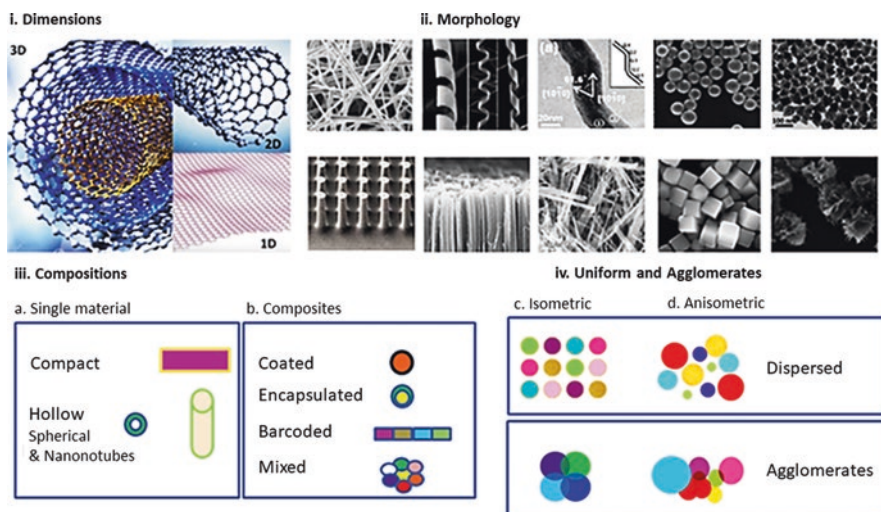 i. Dimensions
ii. Morphology
3D
2D
1D
20nm
iii. Compositions
iv. Uniform and Agglomerates
a. Single material
b. Composites
c. Isometric
d. Anisometric
Compact
Hollow
Spherical
& Nanonotubes
Coated
Encapsulated
Barcoded
Mixed
Dispersed
Agglomerates